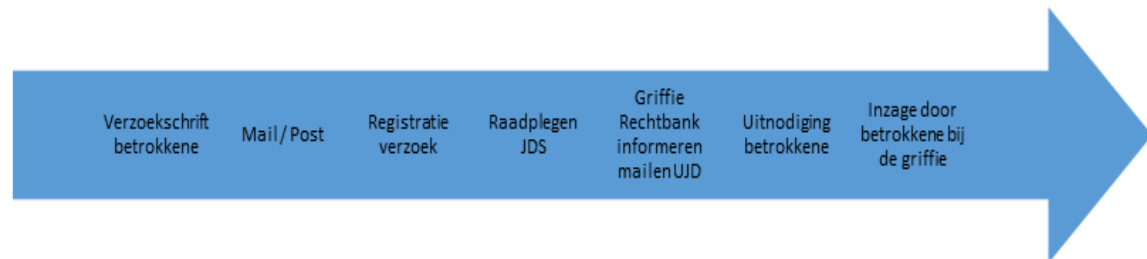 Verzoekschrift
betrokkene
Mail / Post
Registratie
verzoek
Raadplegen
JDS
Griffie
Rechtbank
informeren
mailen UJD
Uitnodiging
betrokkene
Inzage door
betrokkene bij
de griffie